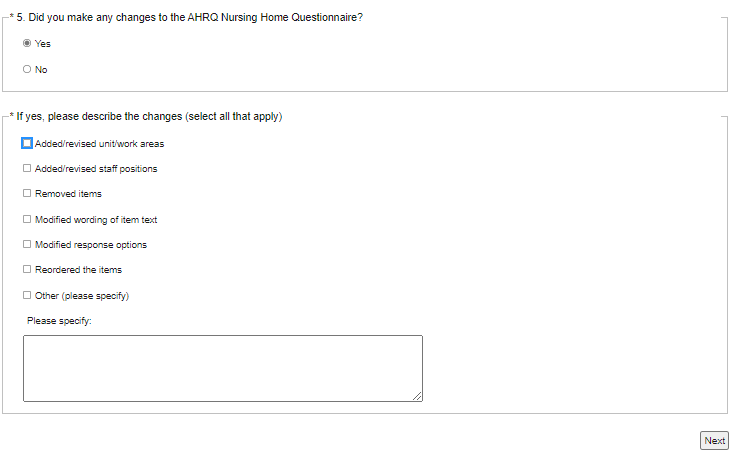 * 5. Did you make any changes to the AHRQ Nursing Home Questionnaire?
Yes
No
* If yes, please describe the changes (select all that apply)
Added/revised unit/work areas
Added/revised staff positions
Removed items
Modified wording of item text
Modified response options
Reordered the items
Other (please specify)
Please specify:
Next